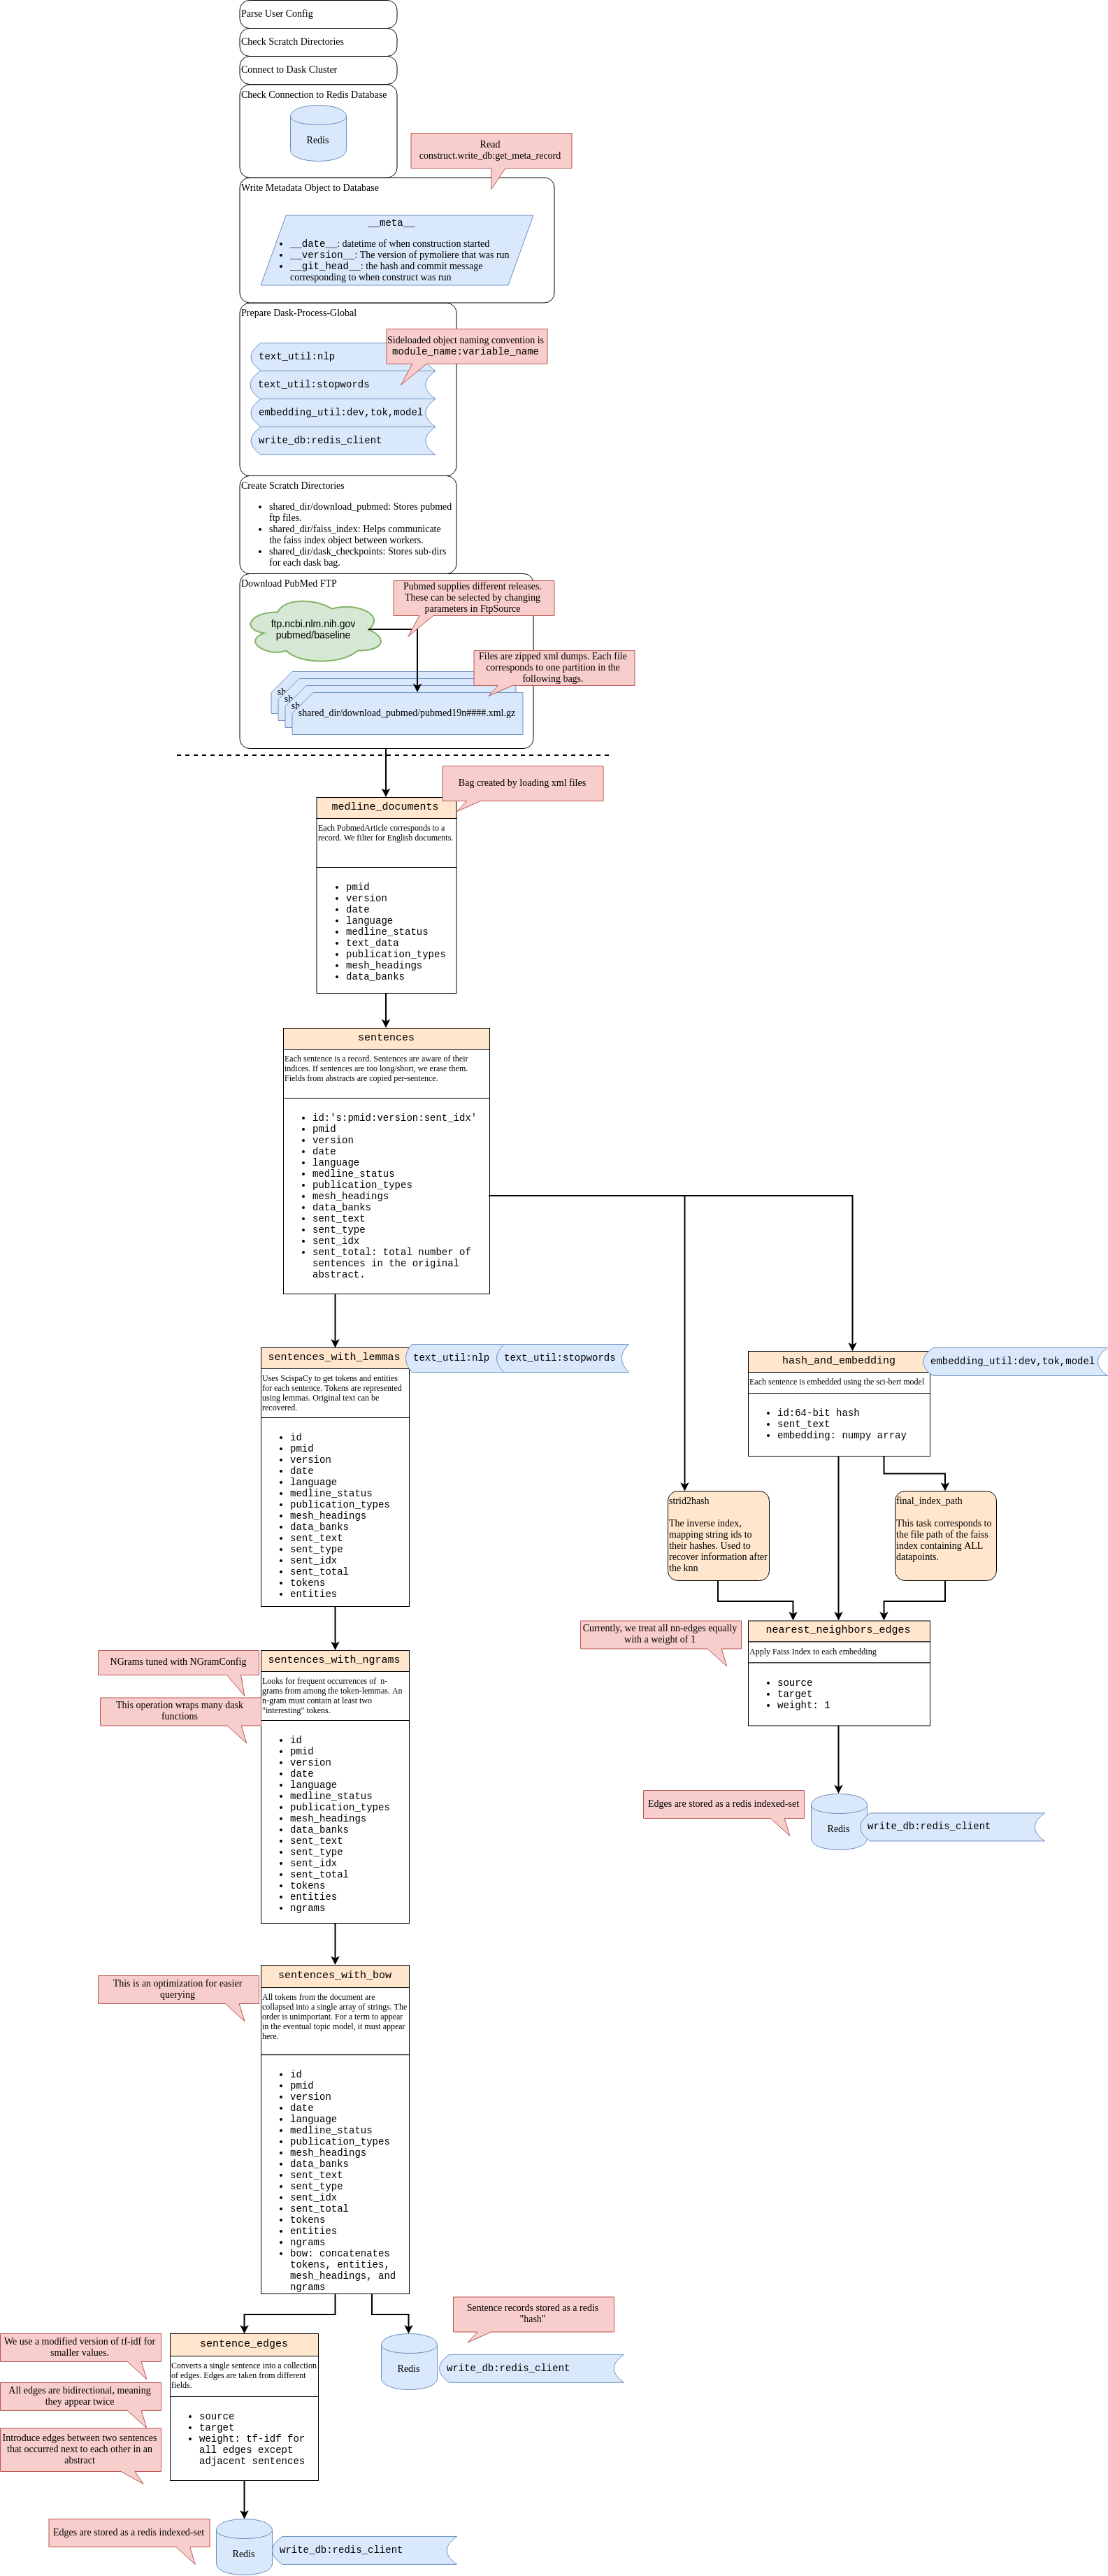 Parse User Config
Check Scratch Directories
Connect to Dask Cluster
Check Connection to Redis Database
Redis
Read
construct.write_db:get_meta_record
Write Metadata Object to Database
__meta__
• __date__: datetime of when construction started
• __version__: The version of pymoliere that was run
• __git_head__: the hash and commit message
corresponding to when construct was run
Prepare Dask-Process-Global
Sideloaded object naming convention is
module_name:variable_name
text_util:nlp
text_util:stopwords
embedding_util:dev,tok,model
write_db:redis_client
Create Scratch Directories
• shared_dir/download_pubmed: Stores pubmed
ftp files.
• shared_dir/faiss_index: Helps communicate
the faiss index object between workers.
• shared_dir/dask_checkpoints: Stores sub-dirs
for each dask bag.
Download PubMed FTP
Pubmed supplies different releases.
These can be selected by changing
parameters in FtpSource
ftp.ncbi.nlm.nih.gov
pubmed/baseline
Files are zipped xml dumps. Each file
corresponds to one partition in the
following bags.
sh
sh
sh
shared_dir/download_pubmed/pubmed19n####.xml.gz
Bag created by loading xml files
medline_documents
Each PubmedArticle corresponds to a
record. We filter for English documents.
• pmid
• version
• date
• language
• medline_status
• text_data
• publication_types
• mesh_headings
• data_banks
sentences
Each sentence is a record. Sentences are aware of their
indices. If sentences are too long/short, we erase them.
Fields from abstracts are copied per-sentence.
• id:'s:pmid:version:sent_idx'
• pmid
• version
• date
• language
• medline_status
• publication_types
• mesh_headings
• data_banks
• sent_text
• sent_type
• sent_idx
• sent_total: total number of
sentences in the original
abstract.
sentences_with_lemmas
text_util:nlp
text_util:stopwords
Uses ScispaCy to get tokens and entities
for each sentence. Tokens are represented
using lemmas. Original text can be
recovered.
• id
• pmid
• version
• date
• language
• medline_status
• publication_types
• mesh_headings
• data_banks
• sent_text
• sent_type
• sent_idx
• sent_total
• tokens
• entities
hash_and_embedding
embedding_util:dev,tok,model
Each sentence is embedded using the sci-bert model
• id:64-bit hash
• sent_text
• embedding: numpy array
strid2hash
The inverse index,
mapping string ids to
their hashes. Used to
recover information after
the knn
final_index_path
This task corresponds to
the file path of the faiss
index containing ALL
datapoints.
Currently, we treat all nn-edges equally
with a weight of 1
nearest_neighbors_edges
Apply Faiss Index to each embedding
• source
• target
• weight: 1
Edges are stored as a redis indexed-set
Redis
write_db:redis_client
NGrams tuned with NGramConfig
This operation wraps many dask
functions
sentences_with_ngrams
Looks for frequent occurrences of n-
grams from among the token-lemmas. An
n-gram must contain at least two
"interesting" tokens.
• id
• pmid
• version
• date
• language
• medline_status
• publication_types
• mesh_headings
• data_banks
• sent_text
• sent_type
• sent_idx
• sent_total
• tokens
• entities
• ngrams
This is an optimization for easier
querying
sentences_with_bow
All tokens from the document are
collapsed into a single array of strings. The
order is unimportant. For a term to appear
in the eventual topic model, it must appear
here.
• id
• pmid
• version
• date
• language
• medline_status
• publication_types
• mesh_headings
• data_banks
• sent_text
• sent_type
• sent_idx
• sent_total
• tokens
• entities
• ngrams
• bow: concatenates
tokens, entities,
mesh_headings, and
ngrams
Sentence records stored as a redis
"hash"
Redis
write_db:redis_client
We use a modified version of tf-idf for
smaller values.
All edges are bidirectional, meaning
they appear twice
Introduce edges between two sentences
that occurred next to each other in an
abstract
sentence_edges
Converts a single sentence into a collection
of edges. Edges are taken from different
fields.
• source
• target
• weight: tf-idf for
all edges except
adjacent sentences
Edges are stored as a redis indexed-set
Redis
write_db:redis_client